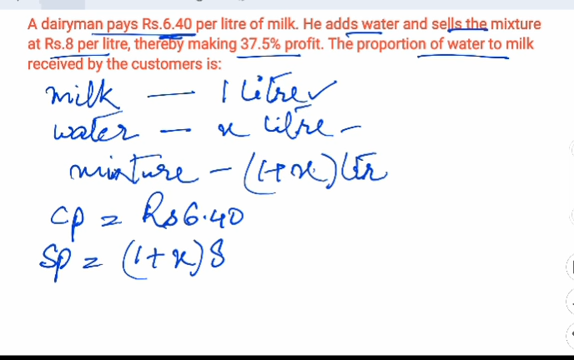 A dairyman pays Rs.6.40 per litre of milk. He adds water and sells the mixture
at Rs.8 per litre, thereby making 37.5% profit. The proportion of water to milk
received by the customers is:
milk — 1 litre
water — x litre
mixture — (1+x) ltr
CP = Rs 6.40
SP = (1+x) 8